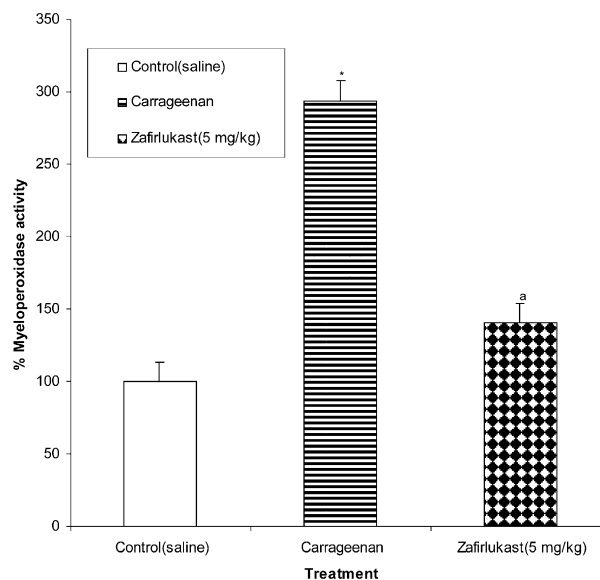 350
300
250
200
150
100
50
0
% Myeloperoxidase activity
Control(saline)
Carrageenan
Zafirlukast(5 mg/kg)
*
a
Control(saline)
Carrageenan
Zafirlukast(5 mg/kg)
Treatment